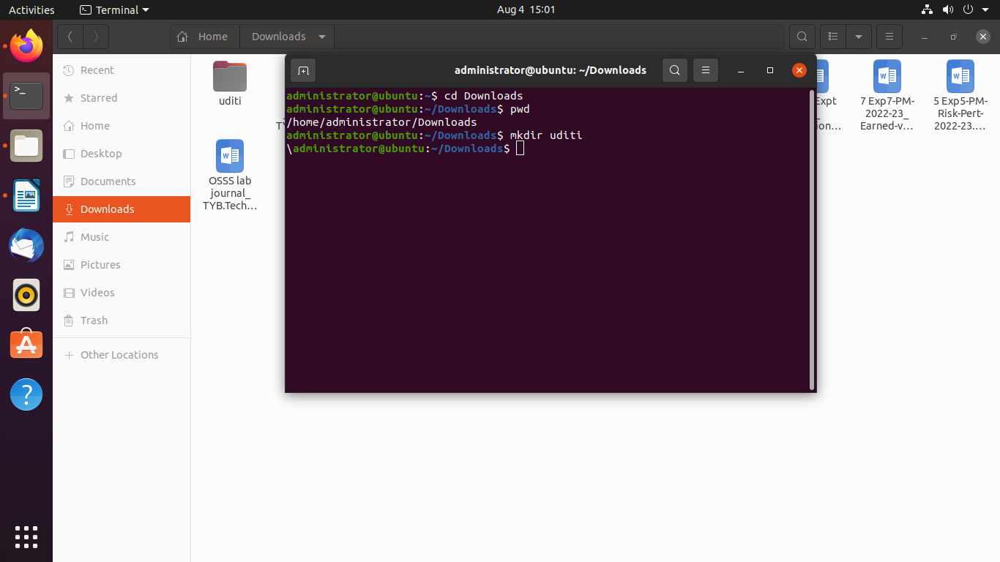 Activities
Terminal
Aug 4 15:01
Home
Downloads
Recent
Starred
Home
Desktop
Documents
Downloads
Music
Pictures
Videos
Trash
Other Locations
uditi
OSSS lab
journal_
TYB.Tech…
administrator@ubuntu: ~/Downloads
administrator@ubuntu:~$ cd Downloads
administrator@ubuntu:~/Downloads$ pwd
/home/administrator/Downloads
administrator@ubuntu:~/Downloads$ mkdir uditi
\administrator@ubuntu:~/Downloads$
7 Exp7-PM-
2022-23_
Earned-v…
5 Exp5-PM-
Risk-Pert-
2022-23.…